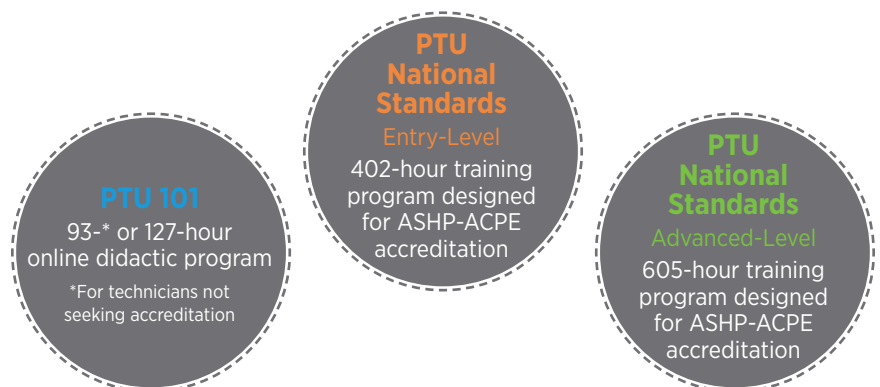 PTU 101
93-* or 127-hour
online didactic program
*For technicians not
seeking accreditation
PTU
National
Standards
Entry-Level
402-hour training
program designed
for ASHP-ACPE
accreditation
PTU
National
Standards
Advanced-Level
605-hour training
program designed
for ASHP-ACPE
accreditation